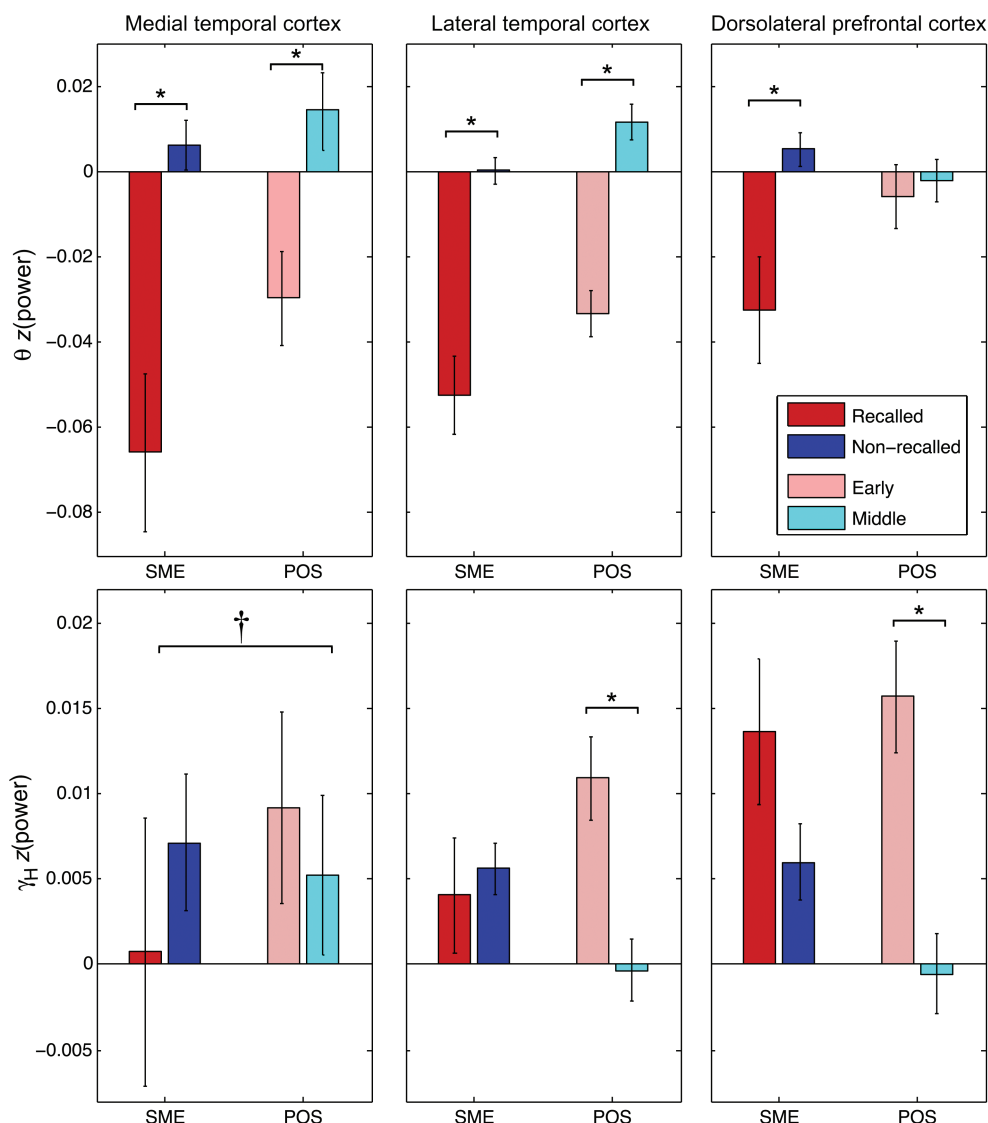 Medial temporal cortex
Lateral temporal cortex
Dorsolateral prefrontal cortex
θ z(power)
0.02
0
−0.02
−0.04
−0.06
−0.08
*
*
*
*
*
Recalled
Non−recalled
Early
Middle
SME
POS
SME
POS
SME
POS
γH z(power)
0.02
0.015
0.01
0.005
0
−0.005
†
*
*
SME
POS
SME
POS
SME
POS